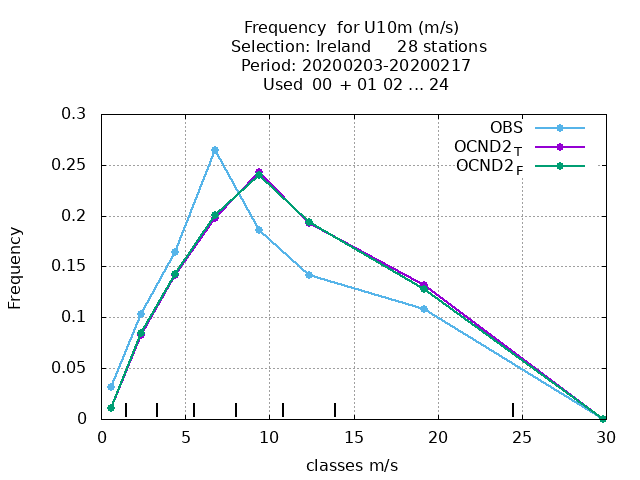 Frequency  for U10m (m/s)
Selection: Ireland     28 stations
Period: 20200203-20200217
Used  00 + 01 02 ... 24
OBS
OCND2T
OCND2F
Frequency
0.3
0.25
0.2
0.15
0.1
0.05
0
0 5 10 15 20 25 30
classes m/s